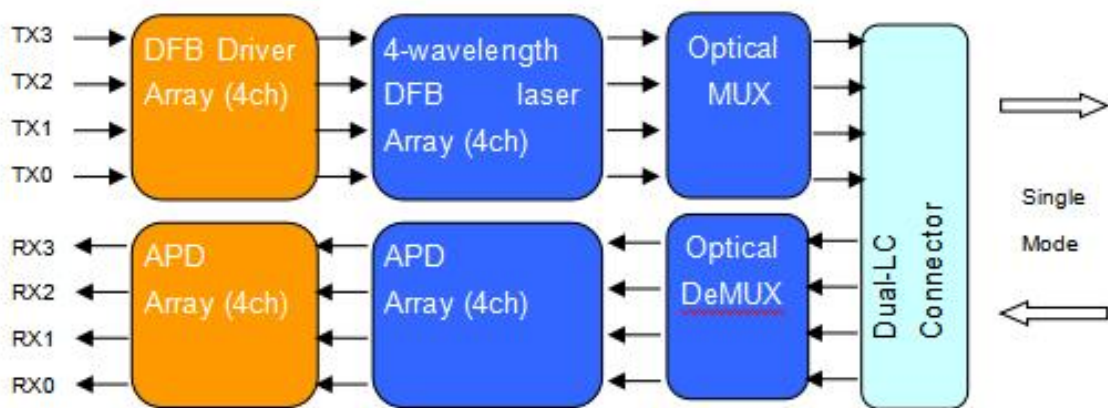 TX3
TX2
TX1
TX0
DFB Driver
Array (4ch)
4-wavelength
DFB laser
Array (4ch)
Optical
MUX
RX3
RX2
RX1
RX0
APD
Array (4ch)
APD
Array (4ch)
Optical
DeMUX
Dual-LC
Connector
Single
Mode